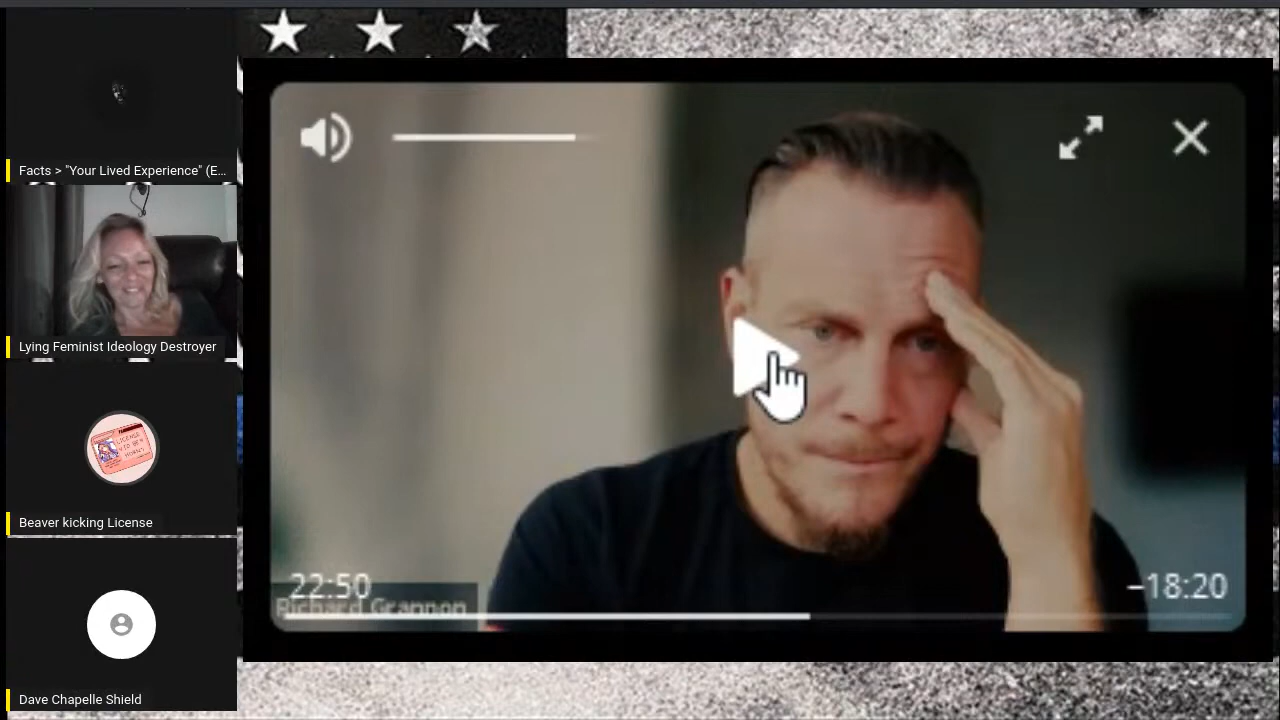 Facts > "Your Lived Experience" (E...
Lying Feminist Ideology Destroyer
Beaver kicking License
Dave Chapelle Shield
22:50
−18:20
Richard Grannon